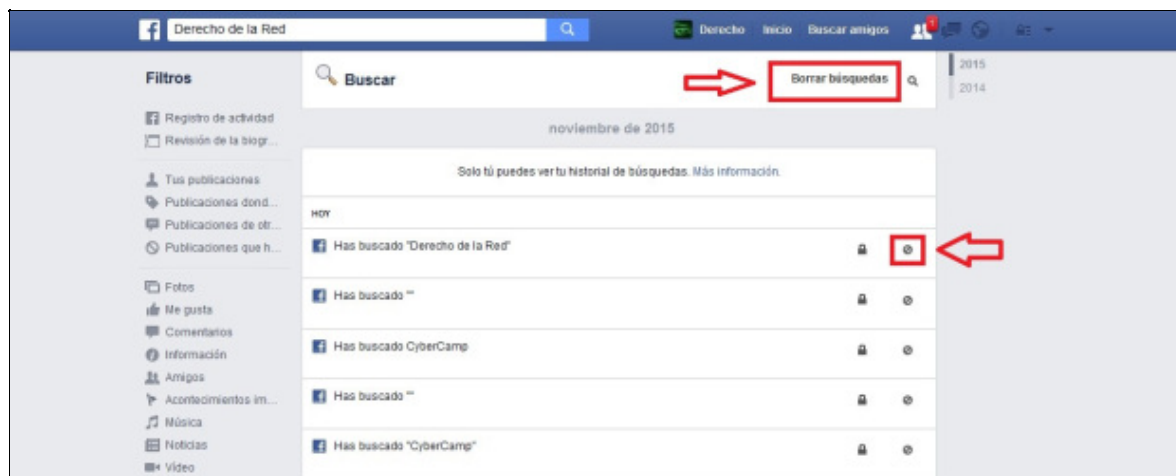 Derecho de la Red
Derecho Inicio Buscar amigos 1
Filtros
Registro de actividad
Revisión de la biogr...
Tus publicaciones
Publicaciones dond...
Publicaciones de otr...
Publicaciones que h...
Fotos
Me gusta
Comentarios
Información
Amigos
Acontecimientos im...
Música
Noticias
Vídeo
Buscar
Borrar búsquedas
noviembre de 2015
Solo tú puedes ver tu historial de búsquedas. Más información.
HOY
Has buscado "Derecho de la Red"
Has buscado ""
Has buscado CyberCamp
Has buscado ""
Has buscado "CyberCamp"
2015
2014